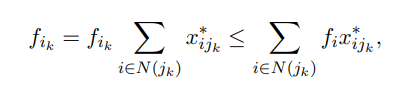 $f_{i_k} = f_{i_k} \sum_{i \in N(j_k)} x^*_{ij_k} \leq \sum_{i \in N(j_k)} f_i x^*_{ij_k},$